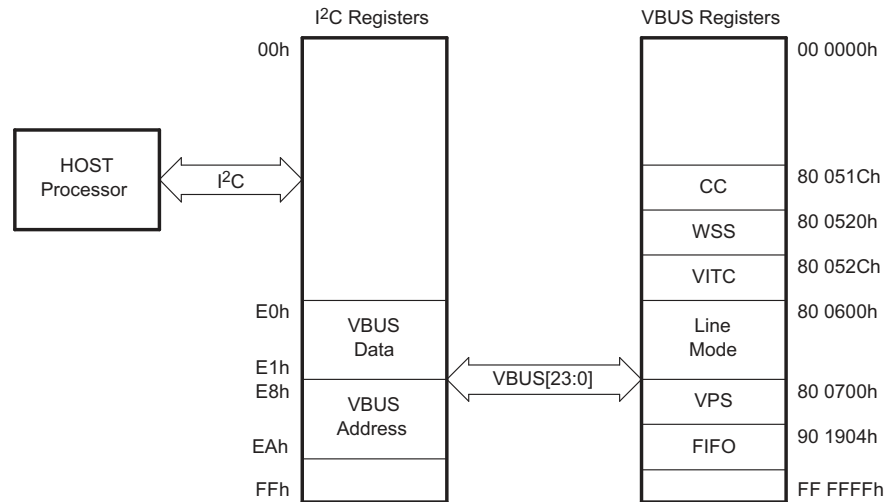 I2C Registers
VBUS Registers
00h
00 0000h
HOST
Processor
I2C
CC
80 051Ch
WSS
80 0520h
VITC
80 052Ch
E0h
VBUS
Data
E1h
Line
Mode
80 0600h
VBUS[23:0]
E8h
VBUS
Address
EAh
VPS
80 0700h
FIFO
90 1904h
FFh
FF FFFFh